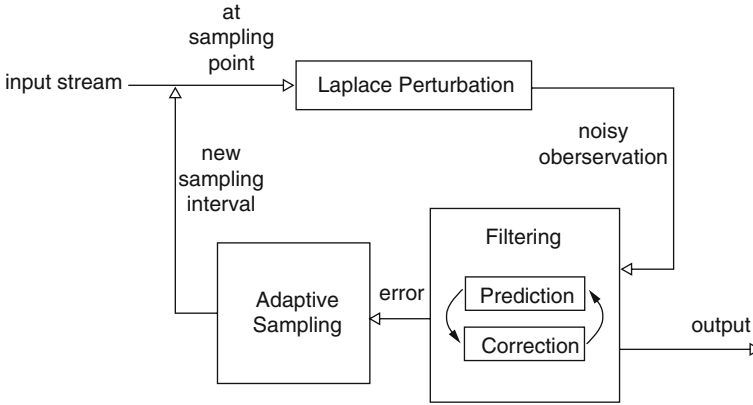 at
sampling
point
input stream
Laplace Perturbation
noisy
oberservation
new
sampling
interval
Filtering
Prediction
Correction
error
Adaptive
Sampling
output